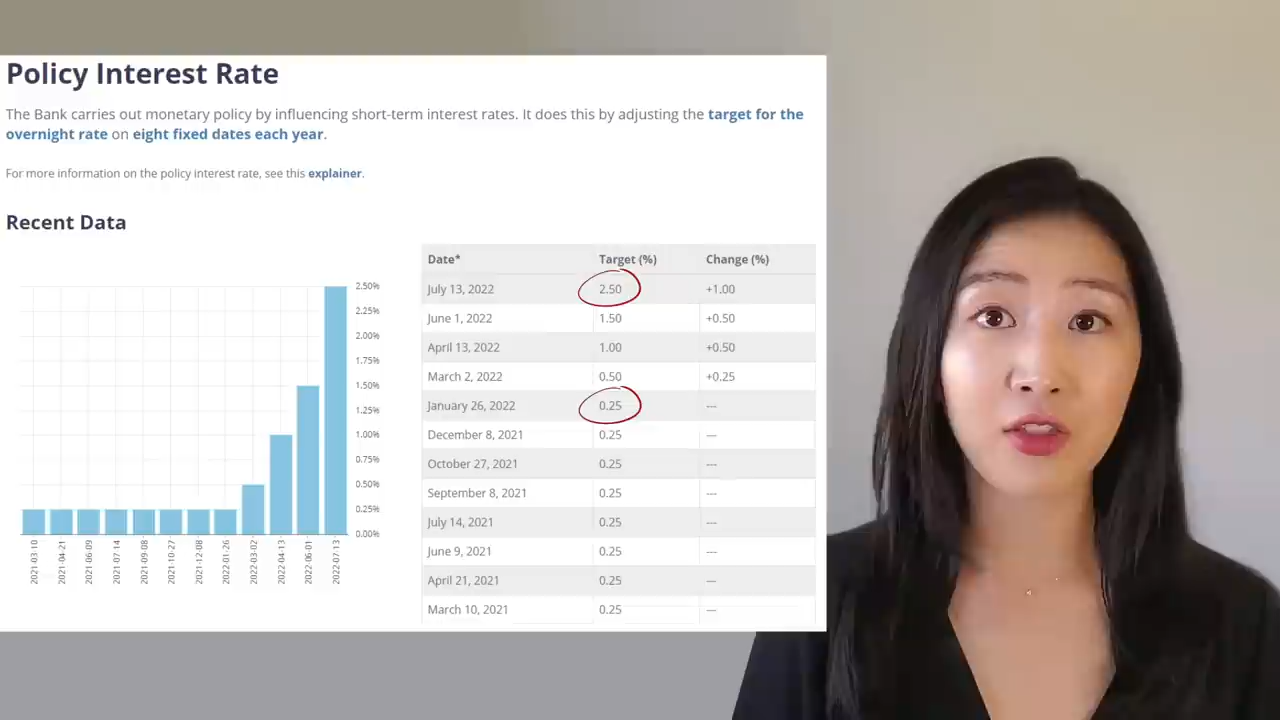 Policy Interest Rate
The Bank carries out monetary policy by influencing short-term interest rates. It does this by adjusting the target for the
overnight rate on eight fixed dates each year.
For more information on the policy interest rate, see this explainer.
Recent Data
2.50%
2.25%
2.00%
1.75%
1.50%
1.25%
1.00%
0.75%
0.50%
0.25%
0.00%
2021-03-10
2021-04-21
2021-06-09
2021-07-14
2021-09-08
2021-10-27
2021-12-08
2022-01-26
2022-03-02
2022-04-13
2022-06-01
2022-07-13
Date* Target (%) Change (%)
July 13, 2022 2.50 +1.00
June 1, 2022 1.50 +0.50
April 13, 2022 1.00 +0.50
March 2, 2022 0.50 +0.25
January 26, 2022 0.25 ---
December 8, 2021 0.25 ---
October 27, 2021 0.25 ---
September 8, 2021 0.25 ---
July 14, 2021 0.25 ---
June 9, 2021 0.25 ---
April 21, 2021 0.25 ---
March 10, 2021 0.25 ---